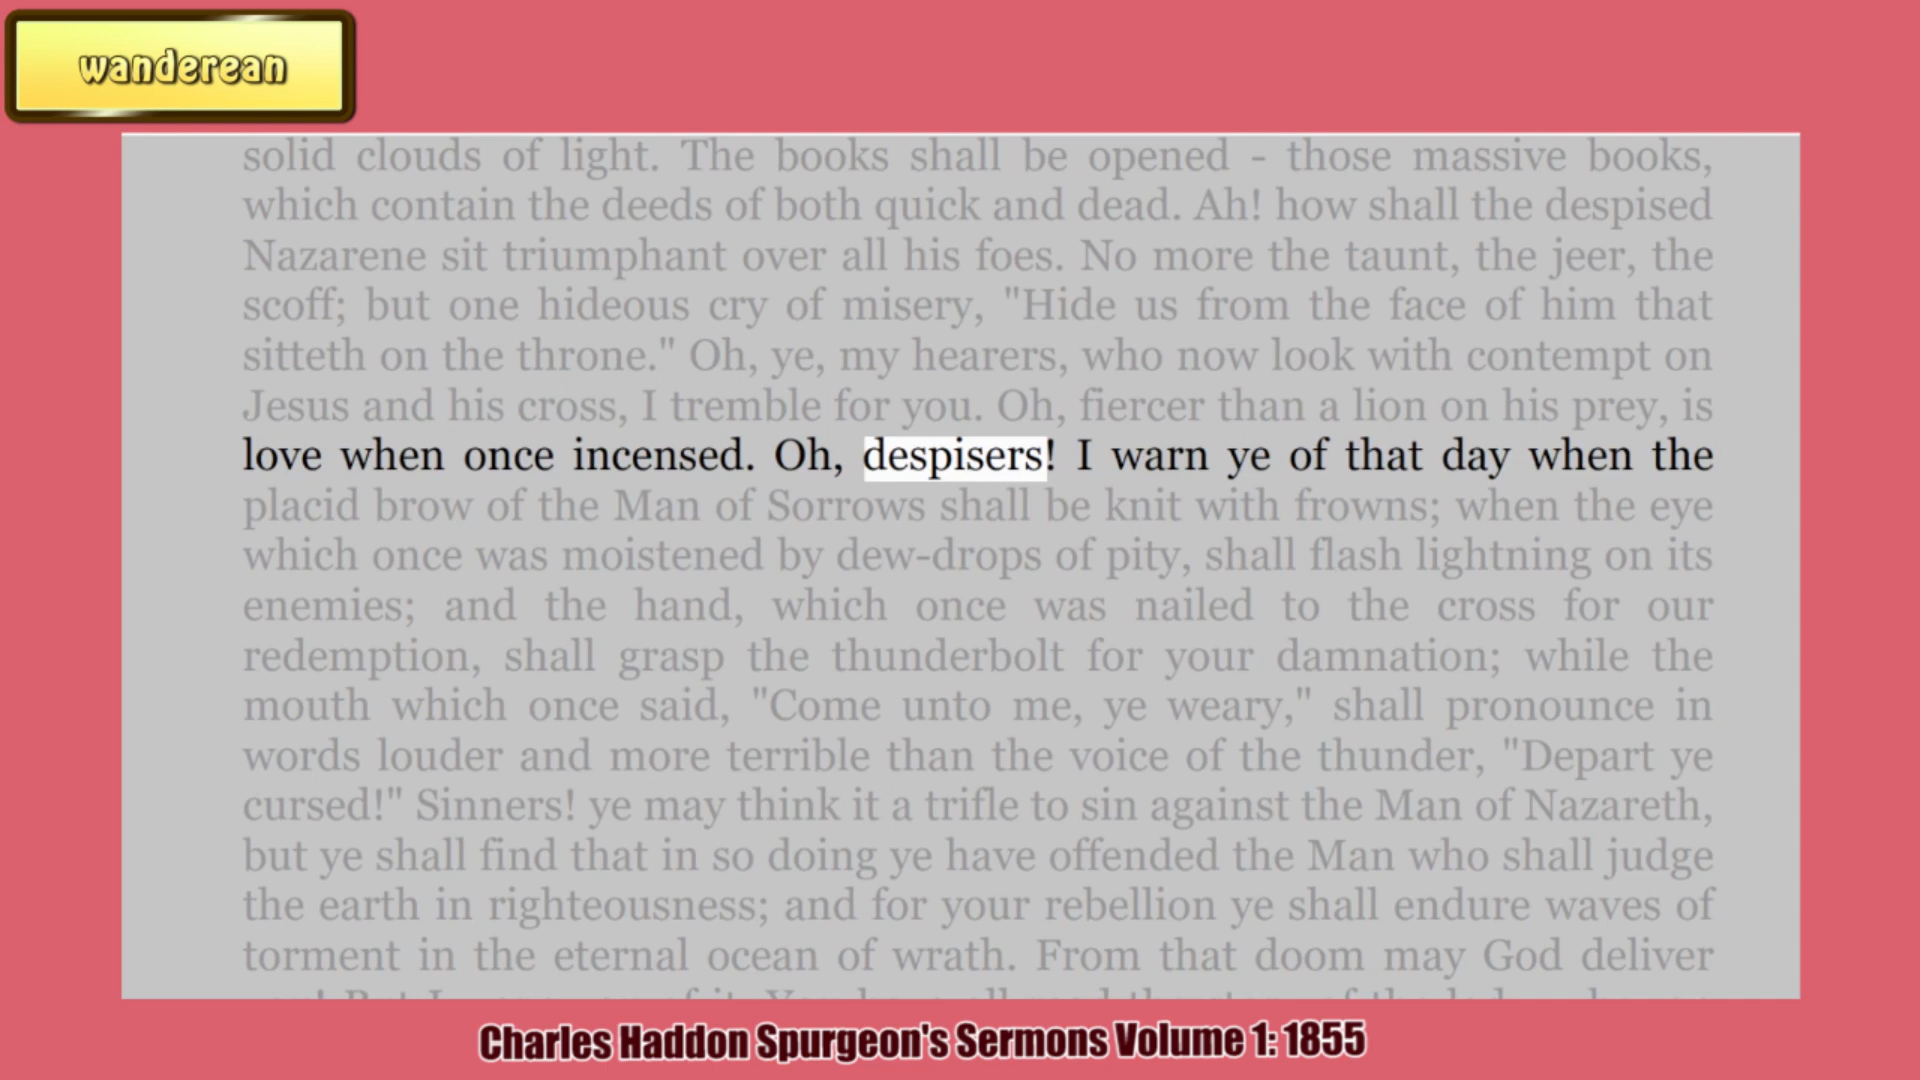 wanderean
solid clouds of light. The books shall be opened - those massive books,
which contain the deeds of both quick and dead. Ah! how shall the despised
Nazarene sit triumphant over all his foes. No more the taunt, the jeer, the
scoff; but one hideous cry of misery, "Hide us from the face of him that
sitteth on the throne." Oh, ye, my hearers, who now look with contempt on
Jesus and his cross, I tremble for you. Oh, fiercer than a lion on his prey, is
love when once incensed. Oh, despisers! I warn ye of that day when the
placid brow of the Man of Sorrows shall be knit with frowns; when the eye
which once was moistened by dew-drops of pity, shall flash lightning on its
enemies; and the hand, which once was nailed to the cross for our
redemption, shall grasp the thunderbolt for your damnation; while the
mouth which once said, "Come unto me, ye weary," shall pronounce in
words louder and more terrible than the voice of the thunder, "Depart ye
cursed!" Sinners! ye may think it a trifle to sin against the Man of Nazareth,
but ye shall find that in so doing ye have offended the Man who shall judge
the earth in righteousness; and for your rebellion ye shall endure waves of
torment in the eternal ocean of wrath. From that doom may God deliver
Charles Haddon Spurgeon's Sermons Volume 1: 1855